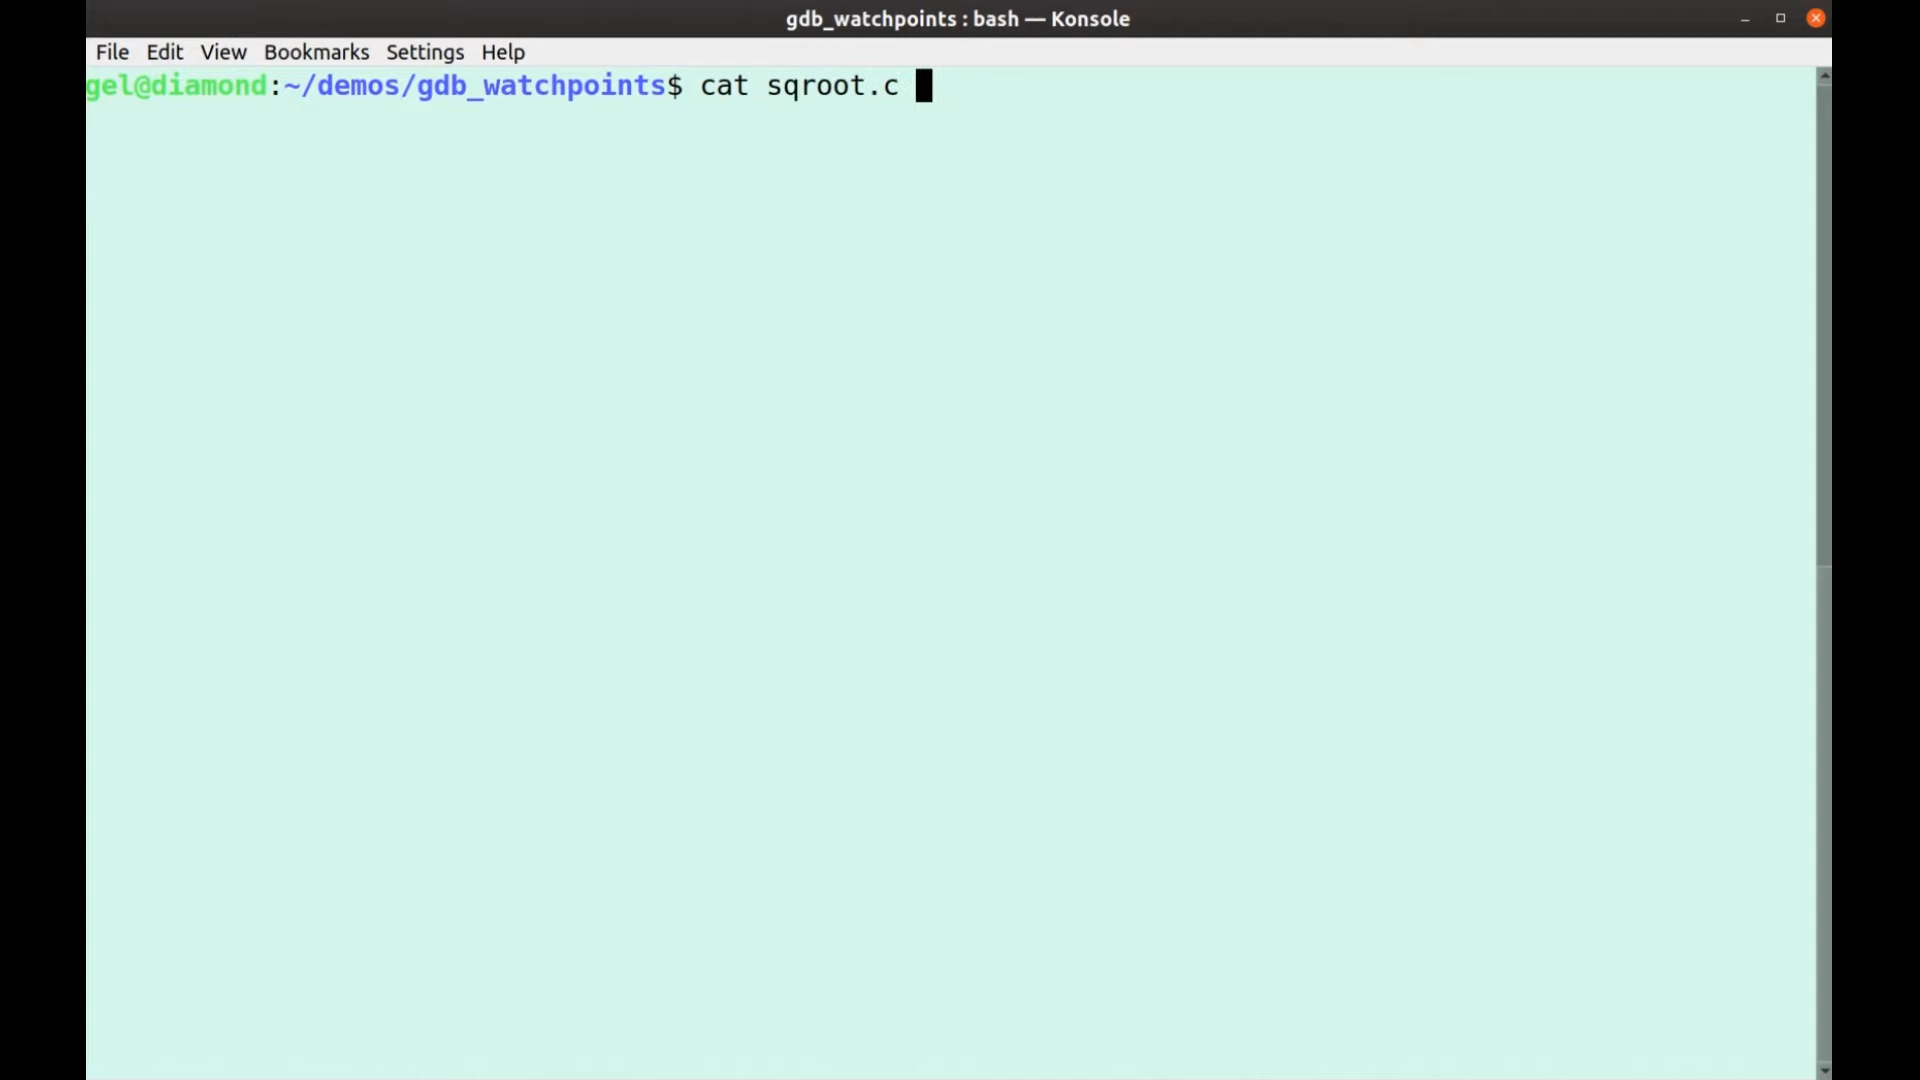 gdb_watchpoints : bash — Konsole
File Edit View Bookmarks Settings Help
gel@diamond:~/demos/gdb_watchpoints$ cat sqroot.c